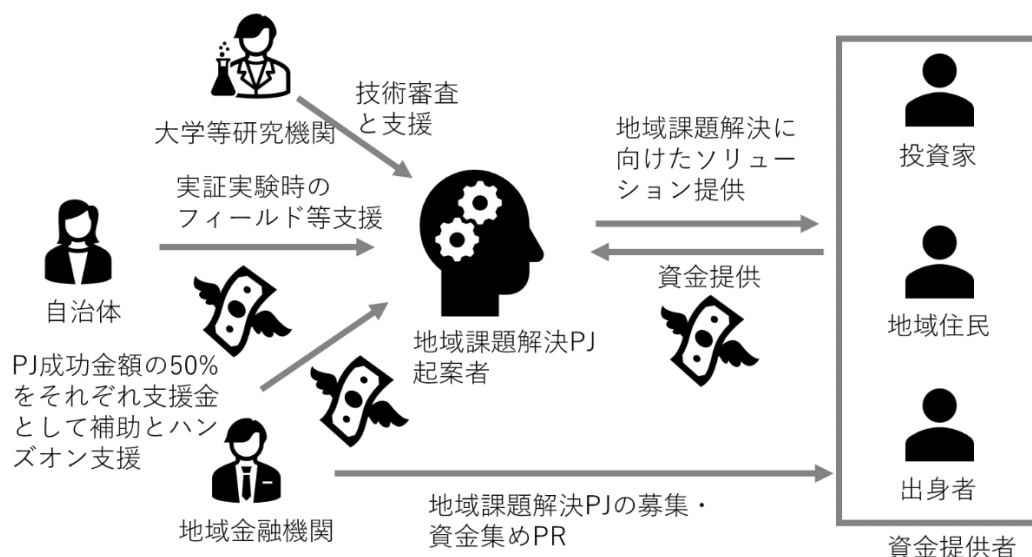 技術審査
と支援
大学等研究機関
地域課題解決に
向けたソリュー
ション提供
投資家
実証実験時の
フィールド等支援
自治体
資金提供
地域住民
地域課題解決PJ
起案者
PJ成功金額の50%
をそれぞれ支援金
として補助とハン
ズオン支援
地域金融機関
出身者
地域課題解決PJの募集・
資金集めPR
資金提供者